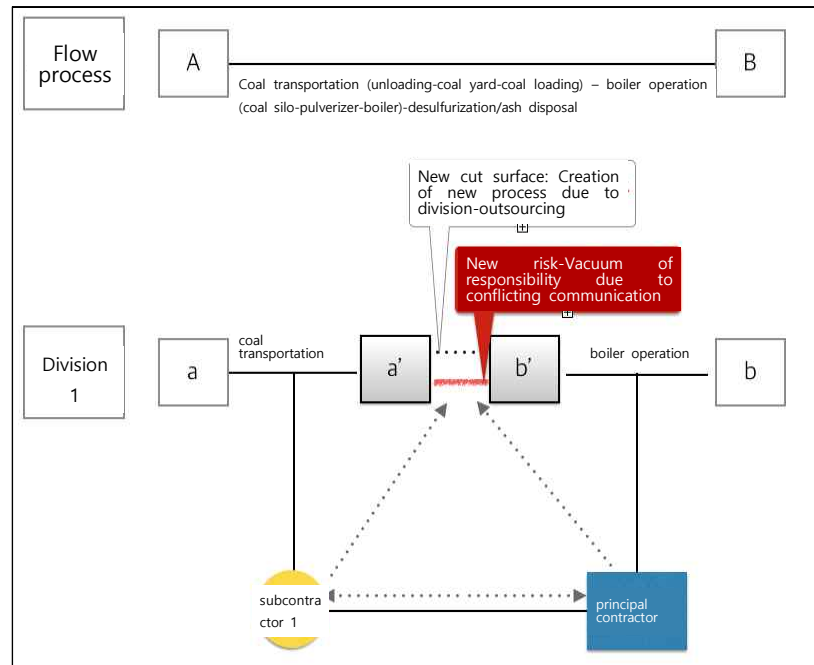 Flow
process
A
B
Coal transportation (unloading-coal yard-coal loading) – boiler operation
(coal silo-pulverizer-boiler)-desulfurization/ash disposal
New cut surface: Creation
of new process due to
division-outsourcing
New risk-Vacuum of
responsibility due to
conflicting communication
Division
1
a
coal
transportation
a'
b'
boiler operation
b
subcontra
ctor 1
principal
contractor